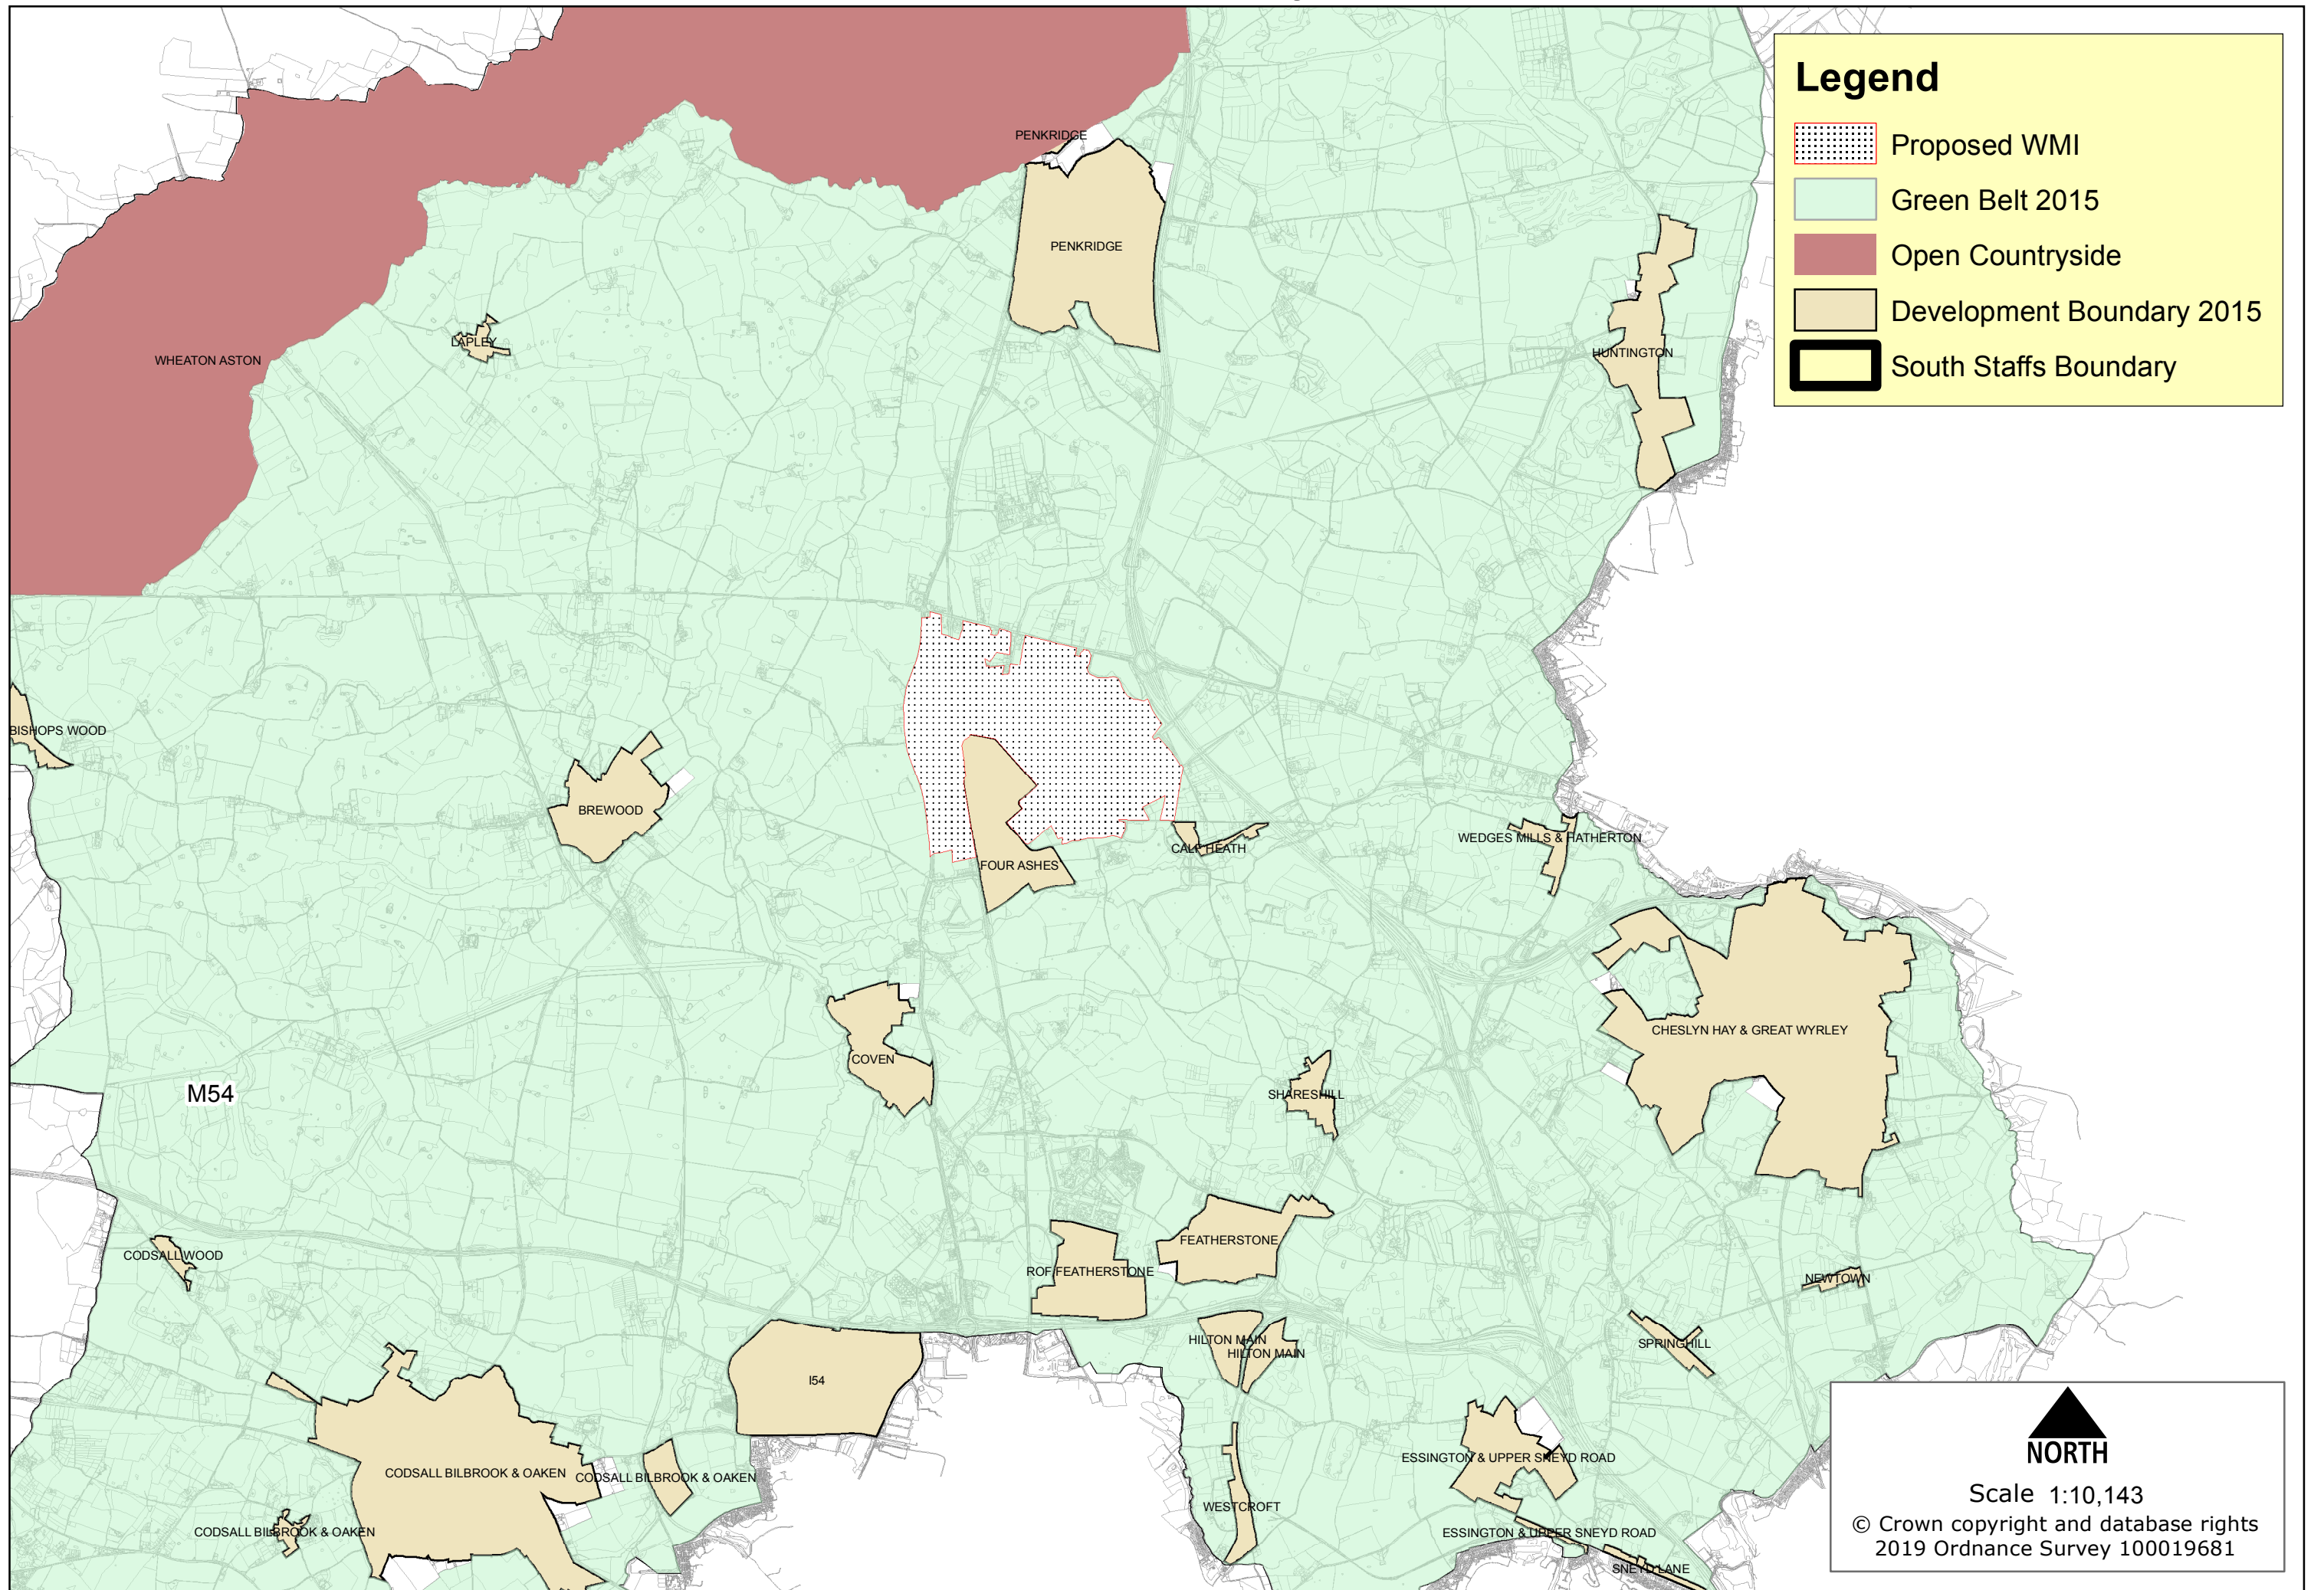 Legend
Proposed WMI
Green Belt 2015
Open Countryside
Development Boundary 2015
South Staffs Boundary
PENKRIDGE
PENKRIDGE
LAPLEY
WHEATON ASTON
HUNTINGTON
BISHOPS WOOD
BREWOOD
WEDGES MILLS & HATHERTON
CALF HEATH
FOUR ASHES
CHESLYN HAY & GREAT WYRLEY
COVEN
M54
SHARESHILL
FEATHERSTONE
CODSALL WOOD
ROF FEATHERSTONE
NEWTOWN
HILTON MAIN
SPRINGHILL
HILTON MAIN
I54
ESSINGTON & UPPER SNEYD ROAD
CODSALL BILBROOK & OAKEN
CODSALL BILBROOK & OAKEN
WESTCROFT
CODSALL BILBROOK & OAKEN
ESSINGTON & UPPER SNEYD ROAD
SNEYD LANE
NORTH
Scale 1:10,143
© Crown copyright and database rights
2019 Ordnance Survey 100019681